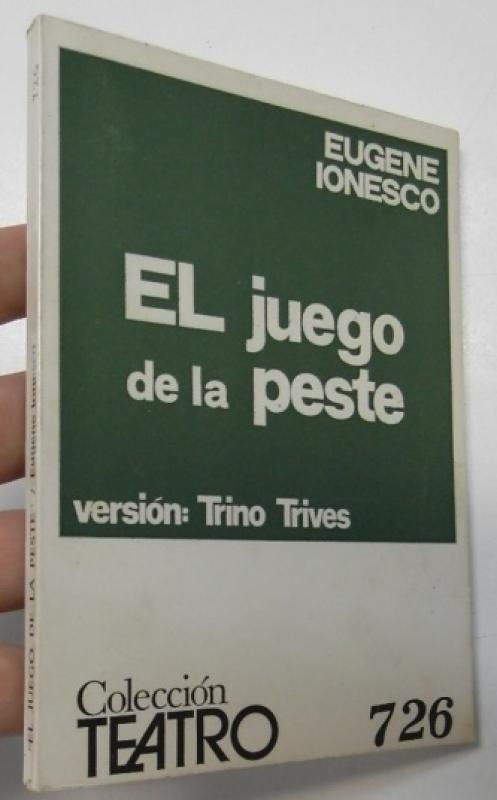 EUGENE
IONESCO
EL juego
de la peste
versión: Trino Trives
Colección
TEATRO
726
EL JUEGO DE LA PESTE / Eugene Ionesco
726